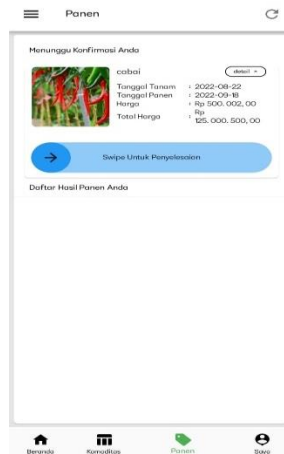 Panen
Menunggu Konfirmasi Anda
cabai
detail
Tanggal Tanam : 2022-08-22
Tanggal Panen : 2022-09-18
Harga : Rp 500. 002, 00
Total Harga : Rp
125. 000. 500, 00
Swipe Untuk Penyelesaian
Daftar Hasil Panen Anda
Beranda
Komoditas
Panen
Saya